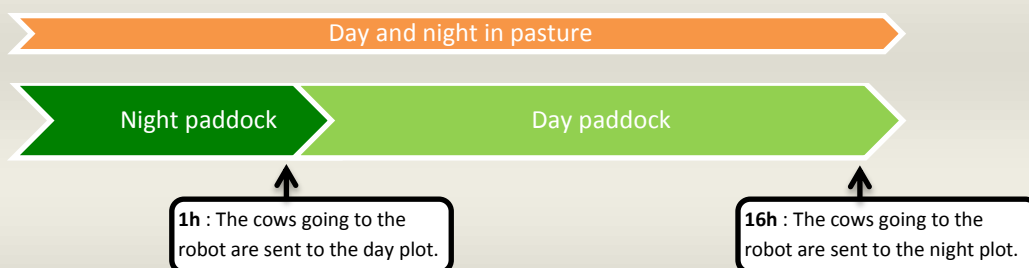 Day and night in pasture
Night paddock
Day paddock
1h : The cows going to the
robot are sent to the day plot.
16h : The cows going to the
robot are sent to the night plot.